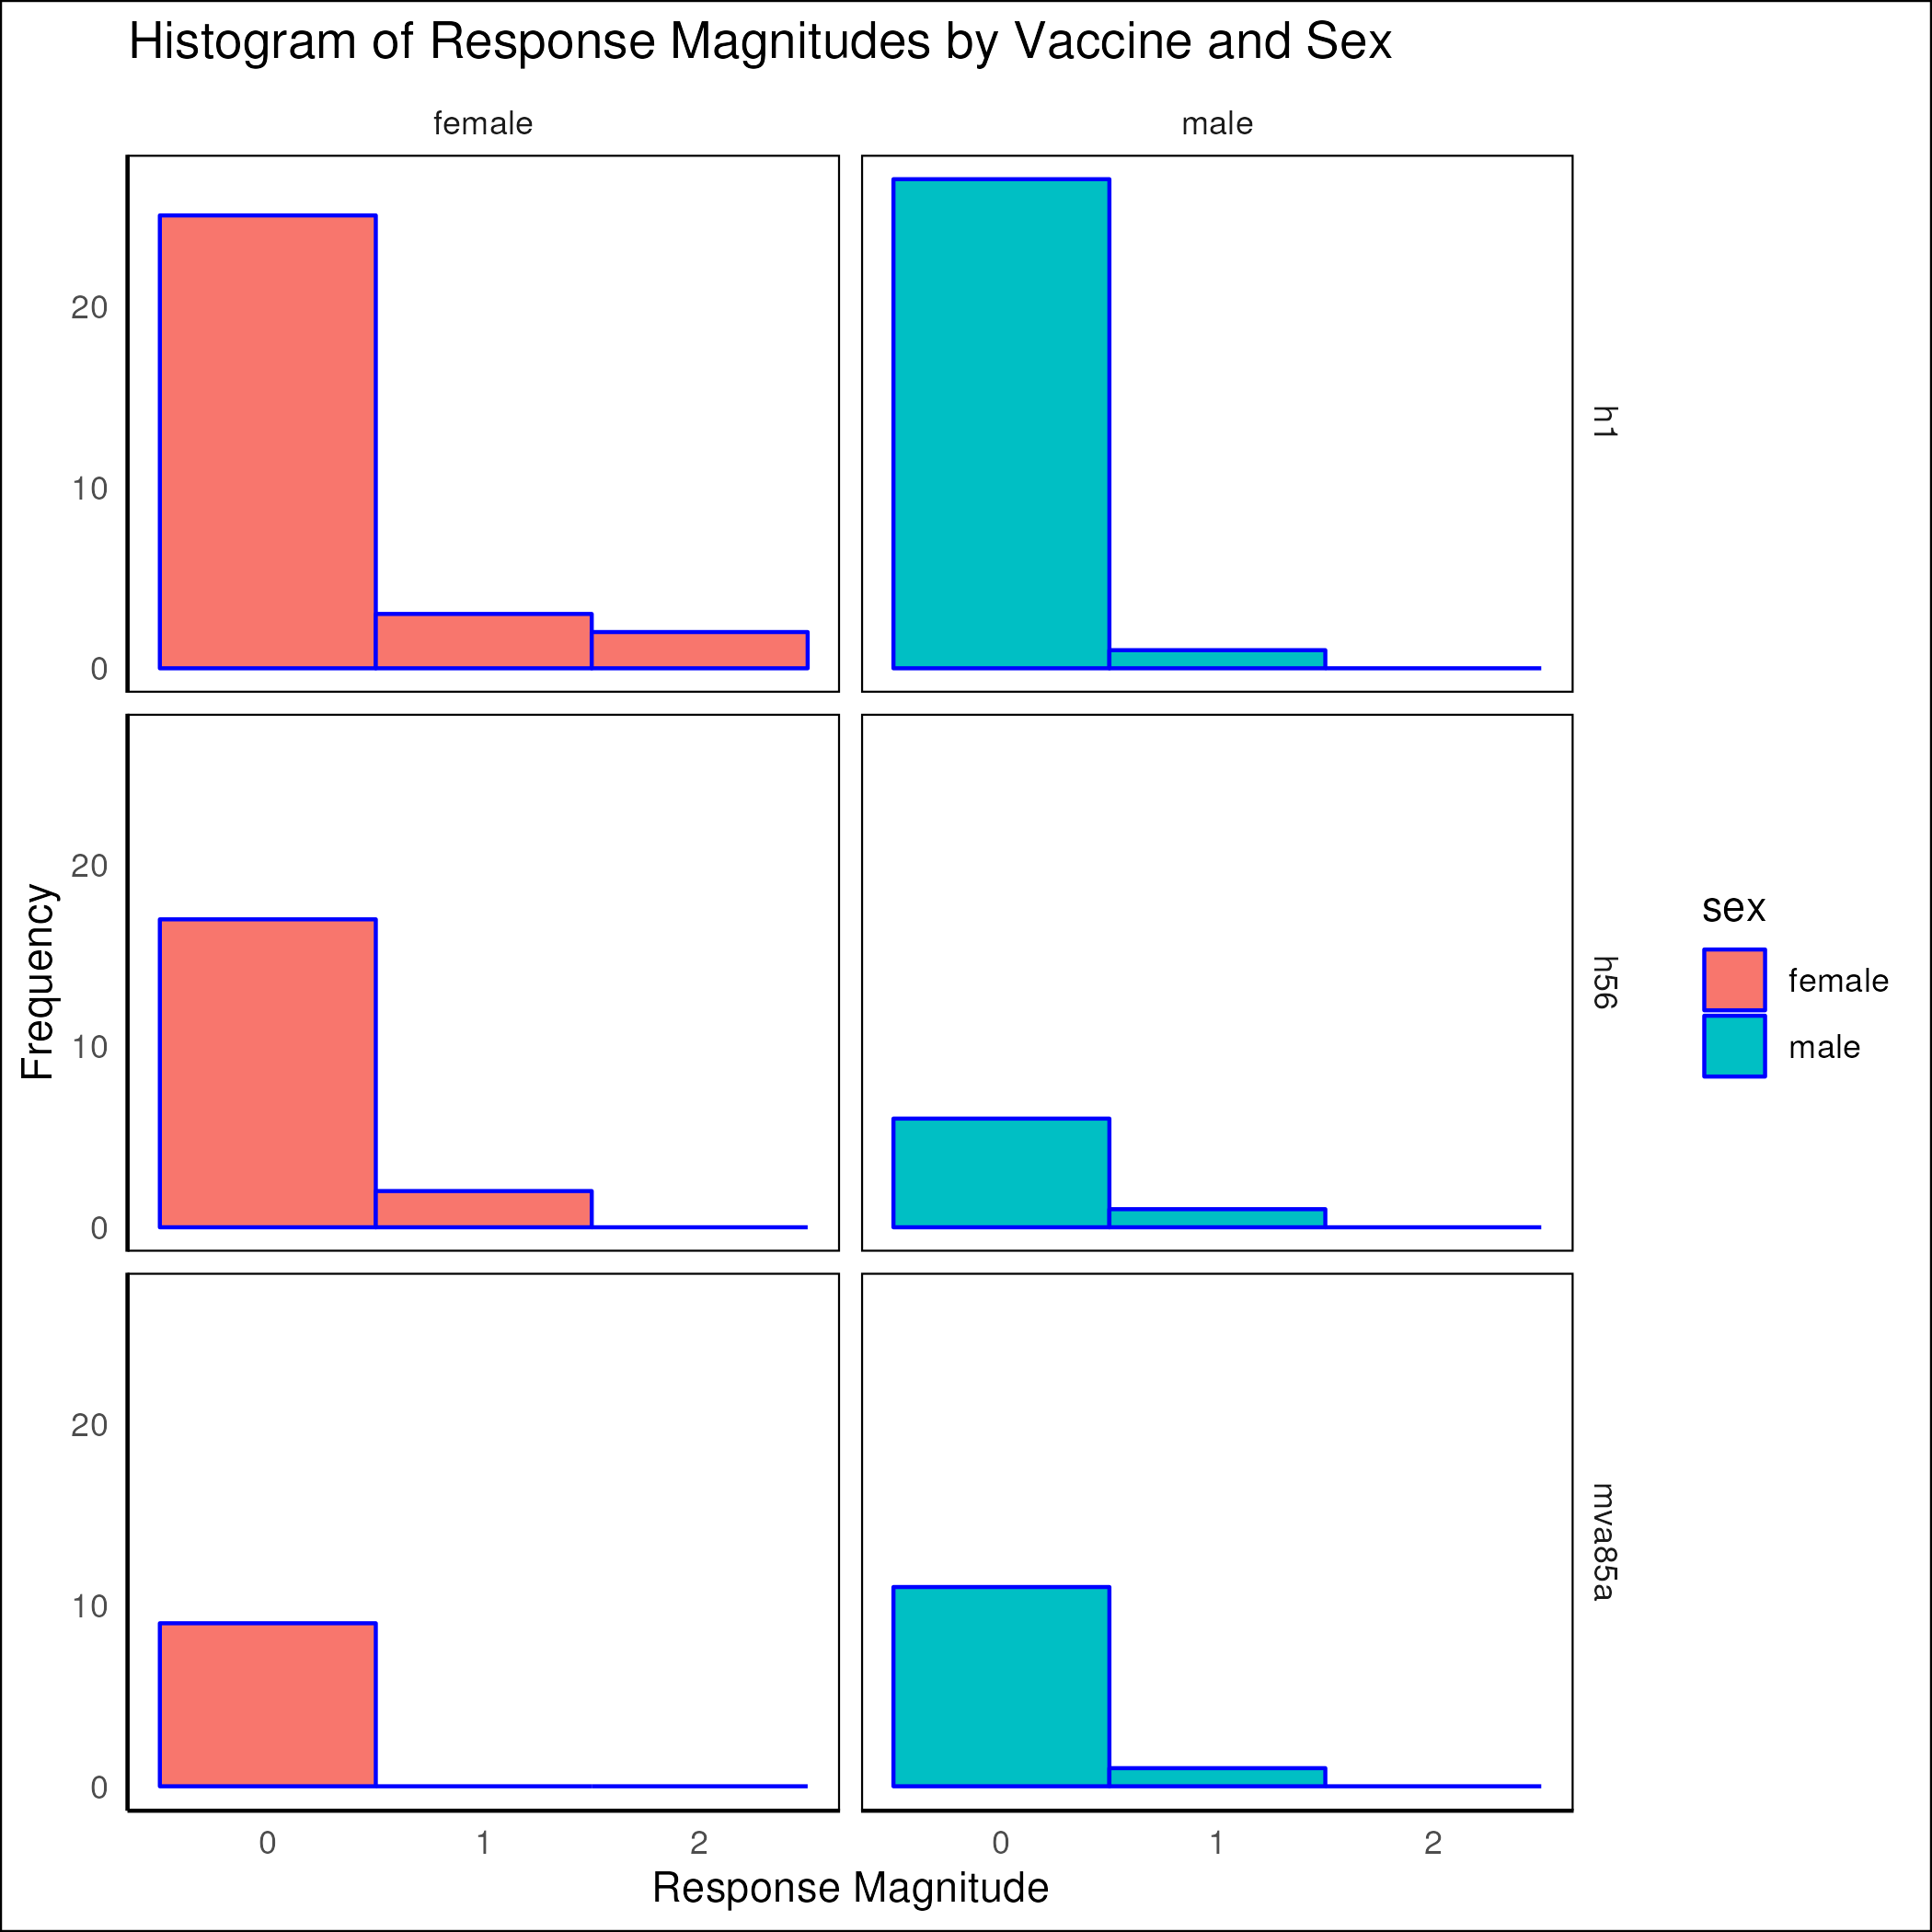 Histogram of Response Magnitudes by Vaccine and Sex
female
male
20
10
0
h1
Frequency
20
10
0
h56
20
10
0
mva85a
0
1
2
0
1
2
Response Magnitude
sex
female
male